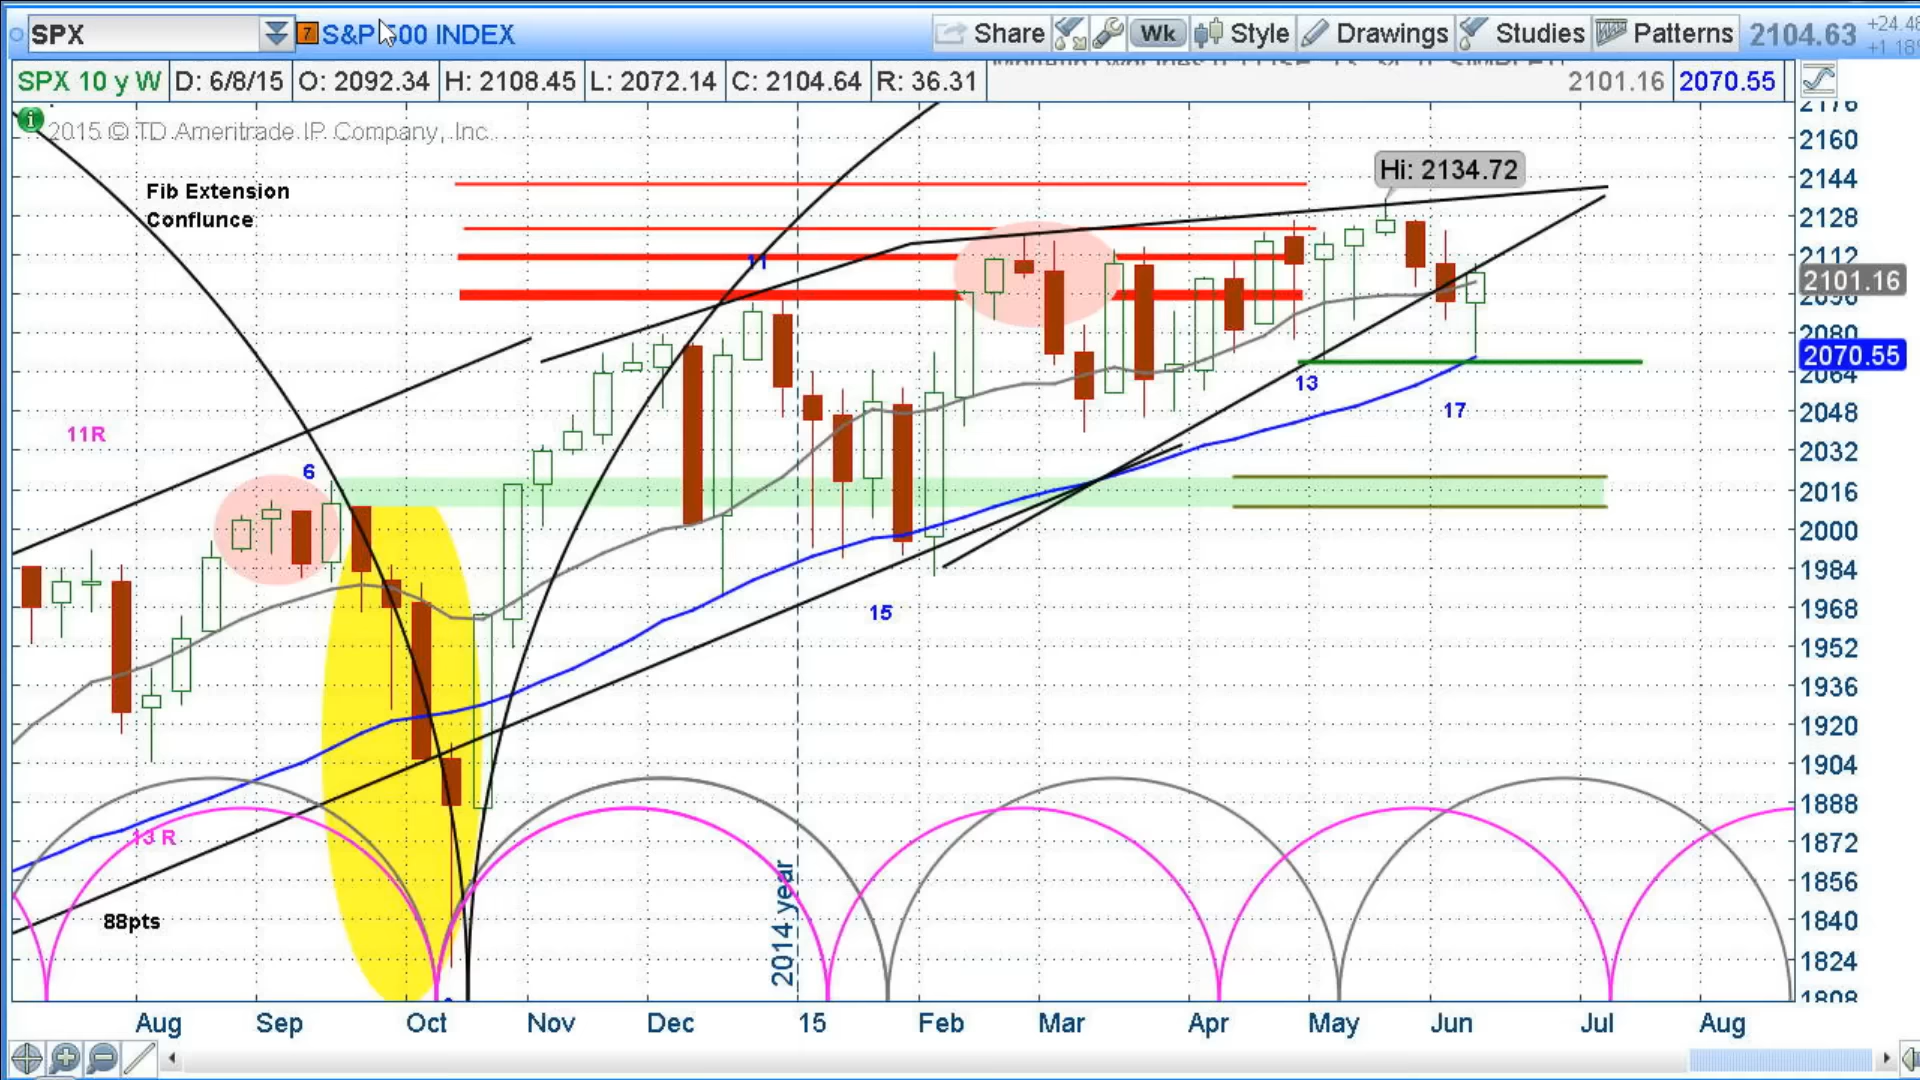 SPX
7 S&P 500 INDEX
Share
Wk
Style
Drawings
Studies
Patterns
2104.63
SPX 10 y W
D: 6/8/15
O: 2092.34
H: 2108.45
L: 2072.14
C: 2104.64
R: 36.31
2101.16
2070.55
2015 © TD Ameritrade IP Company, Inc.
Fib Extension
Conflunce
Hi: 2134.72
11
11R
6
13
17
15
13 R
88pts
2014 year
2176
2160
2144
2128
2112
2101.16
2096
2080
2070.55
2064
2048
2032
2016
2000
1984
1968
1952
1936
1920
1904
1888
1872
1856
1840
1824
1808
Aug
Sep
Oct
Nov
Dec
15
Feb
Mar
Apr
May
Jun
Jul
Aug